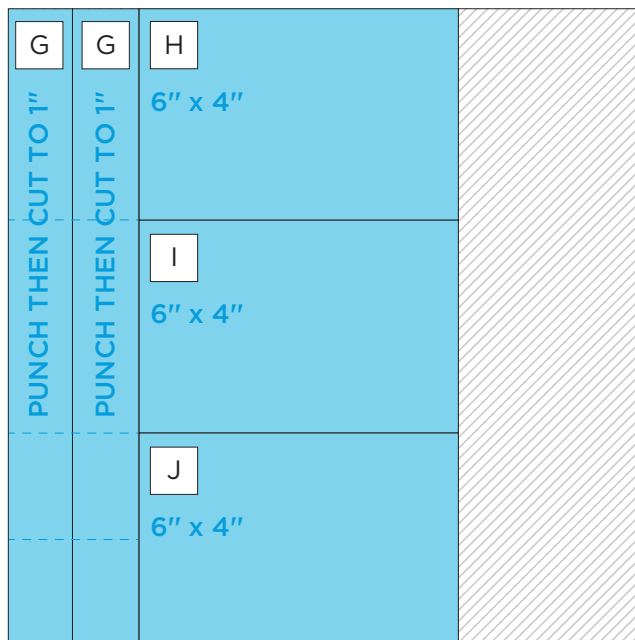 G
PUNCH THEN CUT TO 1"
G
PUNCH THEN CUT TO 1"
H
6" x 4"
I
6" x 4"
J
6" x 4"